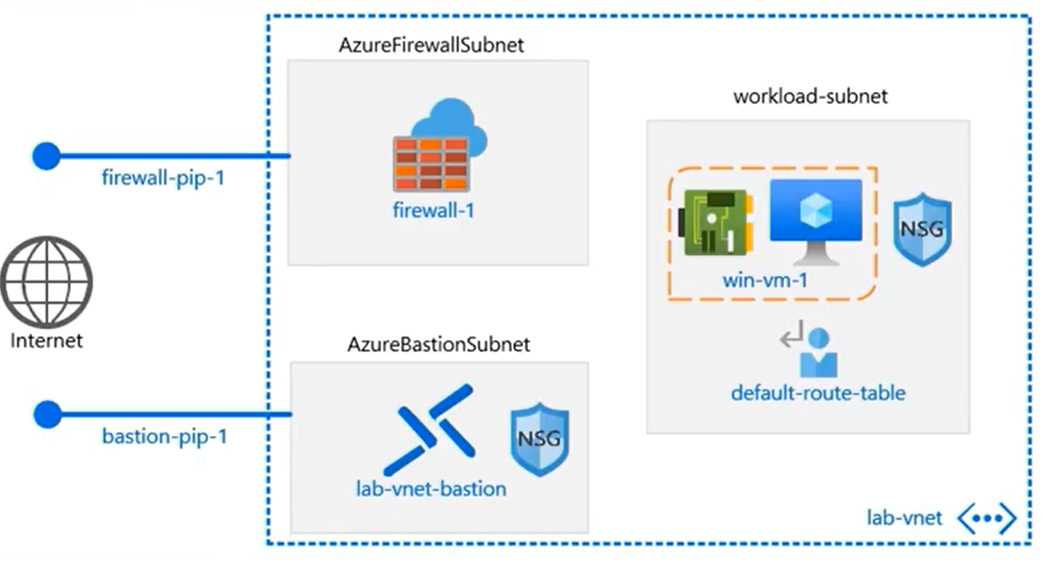 AzureFirewallSubnet
firewall-pip-1
firewall-1
workload-subnet
NSG
win-vm-1
default-route-table
Internet
AzureBastionSubnet
bastion-pip-1
NSG
lab-vnet-bastion
lab-vnet